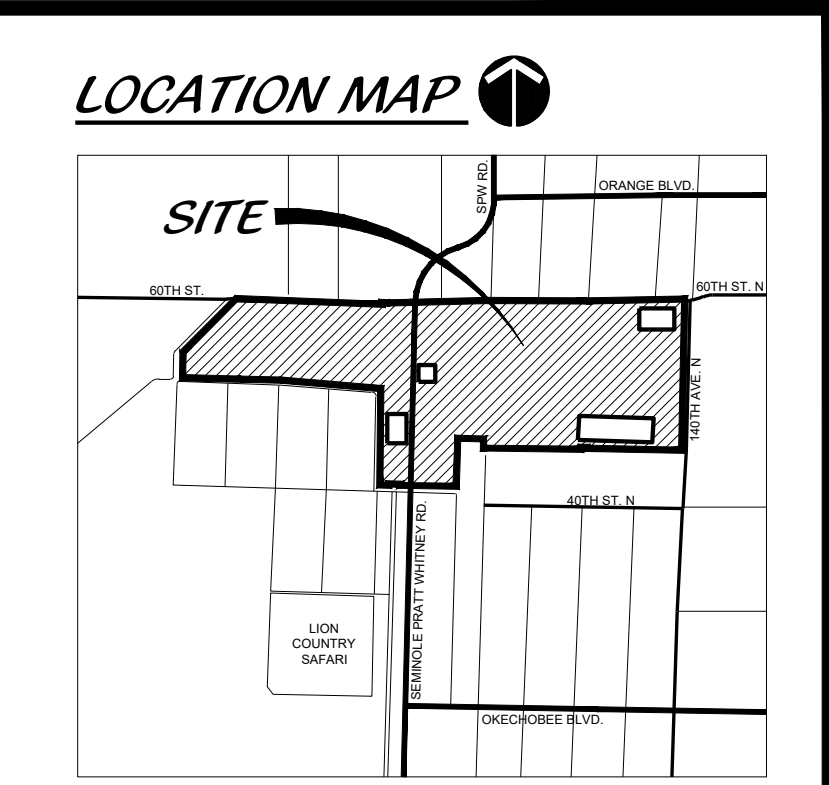 LOCATION MAP
SPW RD.
ORANGE BLVD.
SITE
60TH ST.
60TH ST. N
140TH AVE. N
40TH ST. N
SEMINOLE PRATT WHITNEY RD.
LION
COUNTRY
SAFARI
OKECHOBEE BLVD.